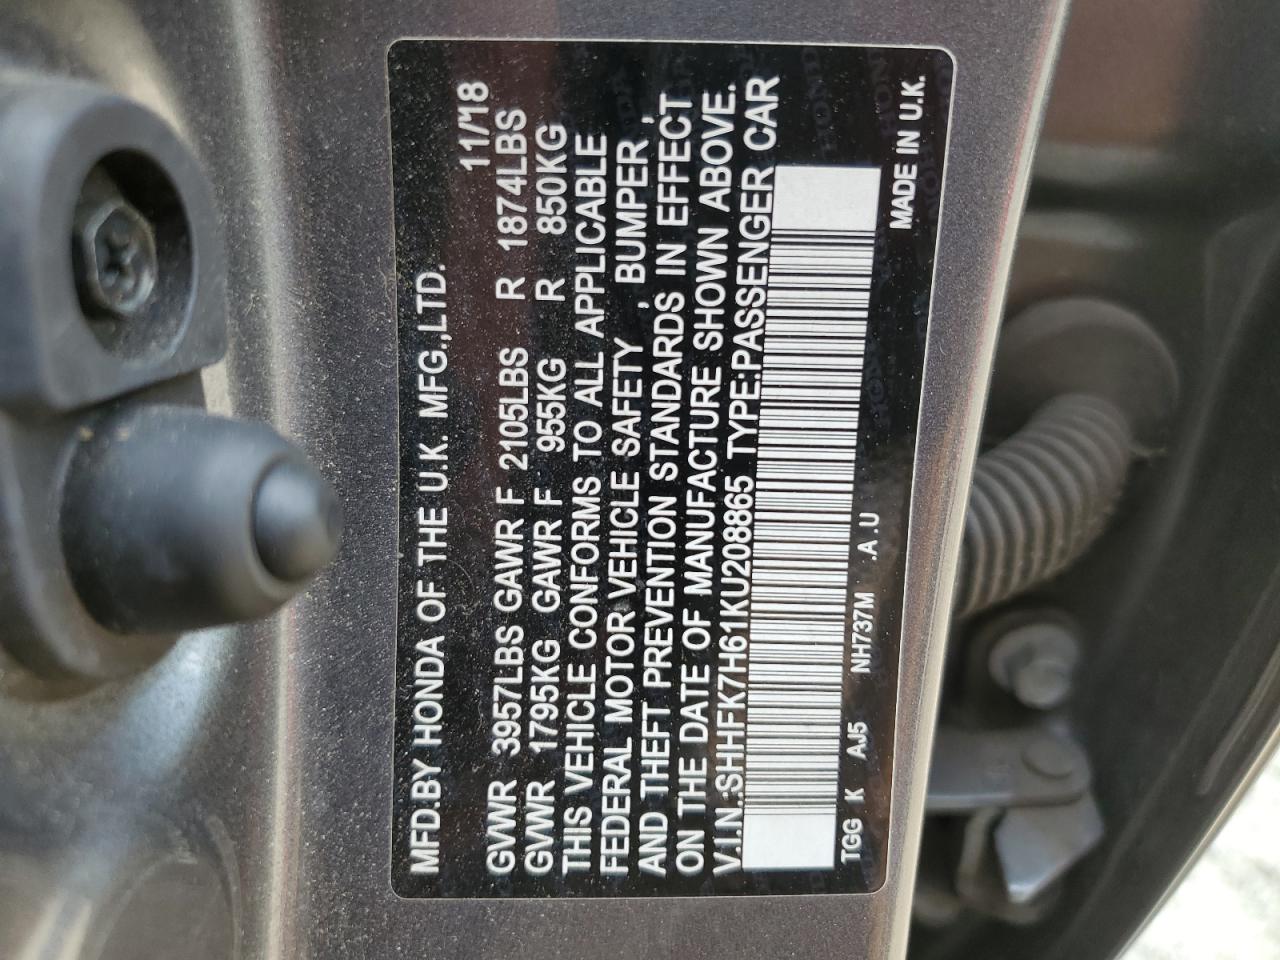 MFD.BY HONDA OF THE U.K. MFG.,LTD.
11/18
GVWR 3957LBS GAWR F 2105LBS R 1874LBS
GVWR 1795KG GAWR F 955KG R 850KG
THIS VEHICLE CONFORMS TO ALL APPLICABLE
FEDERAL MOTOR VEHICLE SAFETY , BUMPER ,
AND THEFT PREVENTION STANDARDS IN EFFECT
ON THE DATE OF MANUFACTURE SHOWN ABOVE.
V.I.N.:SHHFK7H61KU208865 TYPE:PASSENGER CAR
TGG K AJ5 NH737M .A.U
MADE IN U.K.